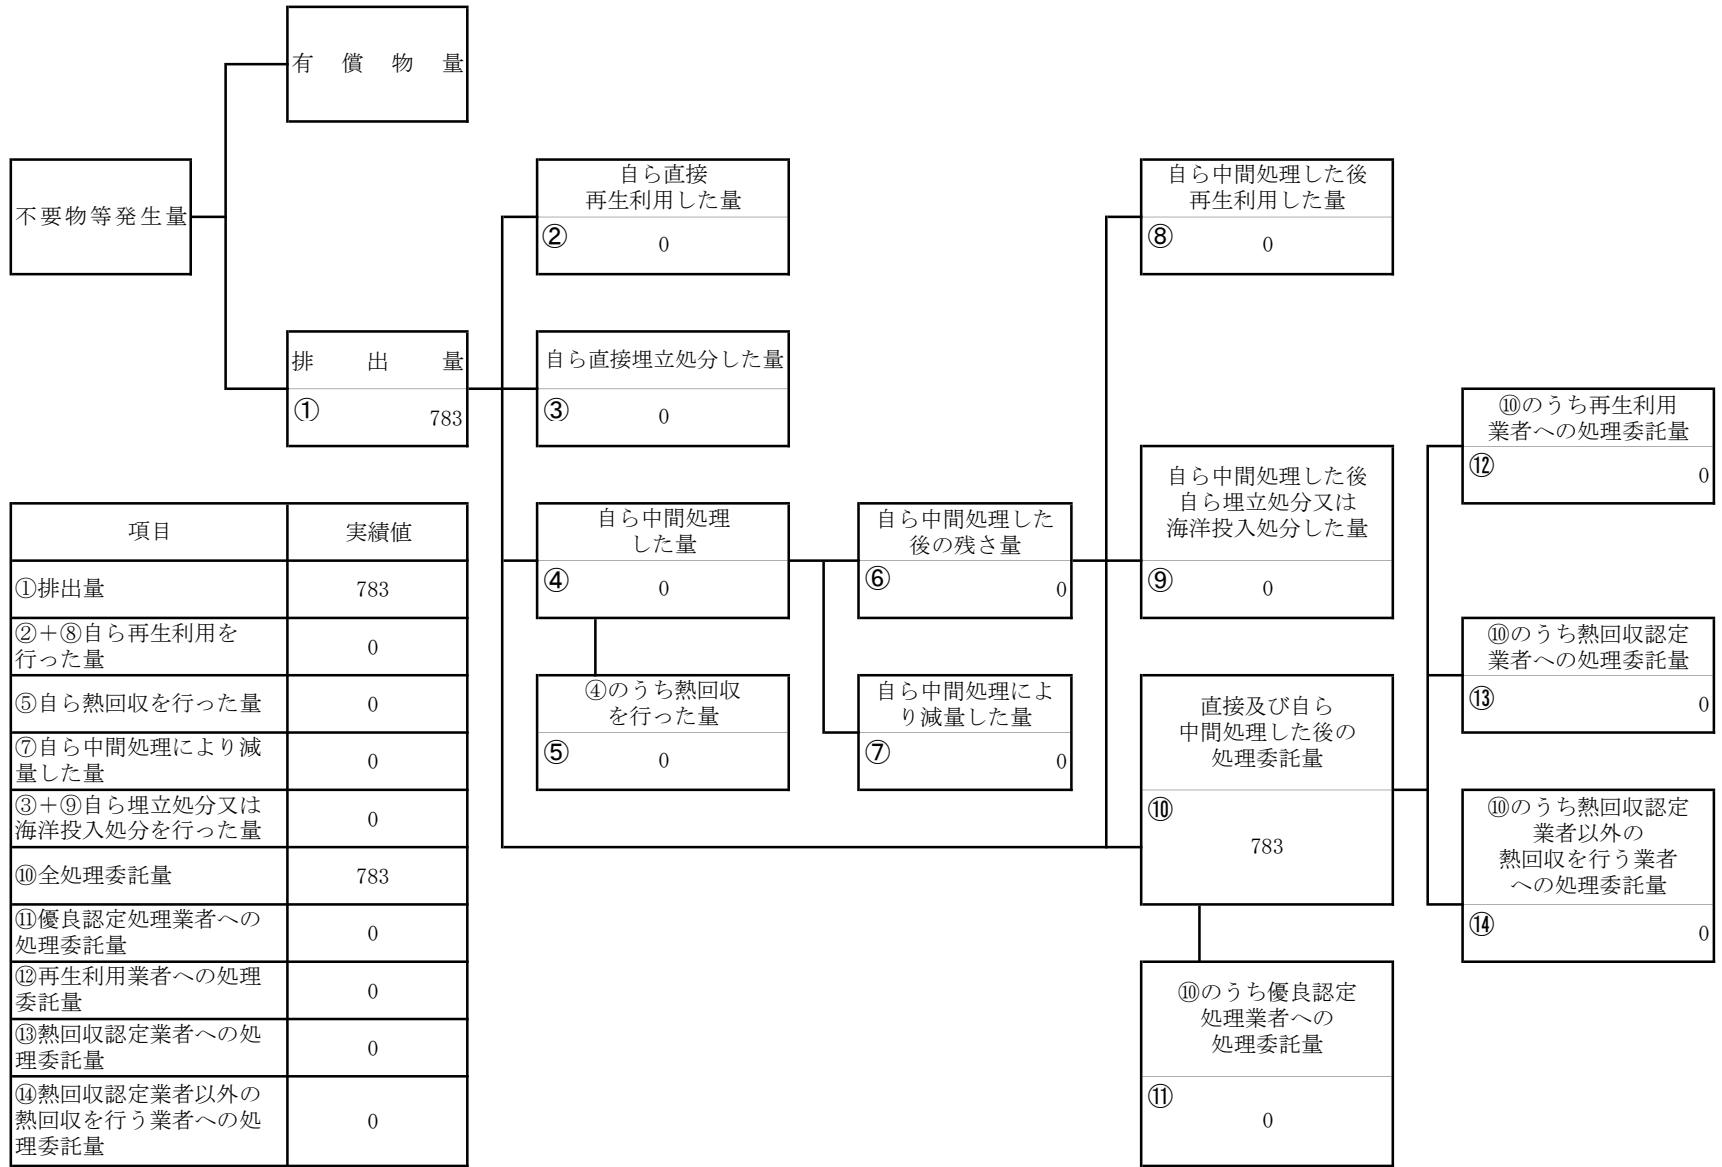 有償物量
不要物等発生量
排出量
① 783
自ら直接
再生利用した量
② 0
自ら直接埋立処分した量
③ 0
自ら中間処理
した量
④ 0
④のうち熱回収
を行った量
⑤ 0
自ら中間処理した
後の残さ量
⑥ 0
自ら中間処理によ
り減量した量
⑦ 0
自ら中間処理した後
再生利用した量
⑧ 0
自ら中間処理した後
自ら埋立処分又は
海洋投入処分した量
⑨ 0
直接及び自ら
中間処理した後の
処理委託量
⑩
783
⑩のうち優良認定
処理業者への
処理委託量
⑪
0
⑩のうち再生利用
業者への処理委託量
⑫ 0
⑩のうち熱回収認定
業者への処理委託量
⑬ 0
⑩のうち熱回収認定
業者以外の
熱回収を行う業者
への処理委託量
⑭ 0
項目 実績値
①排出量 783
②+⑧自ら再生利用を
行った量 0
⑤自ら熱回収を行った量 0
⑦自ら中間処理により減
量した量 0
③+⑨自ら埋立処分又は
海洋投入処分を行った量 0
⑩全処理委託量 783
⑪優良認定処理業者への
処理委託量 0
⑫再生利用業者への処理
委託量 0
⑬熱回収認定業者への処
理委託量 0
⑭熱回収認定業者以外の
熱回収を行う業者への処
理委託量 0